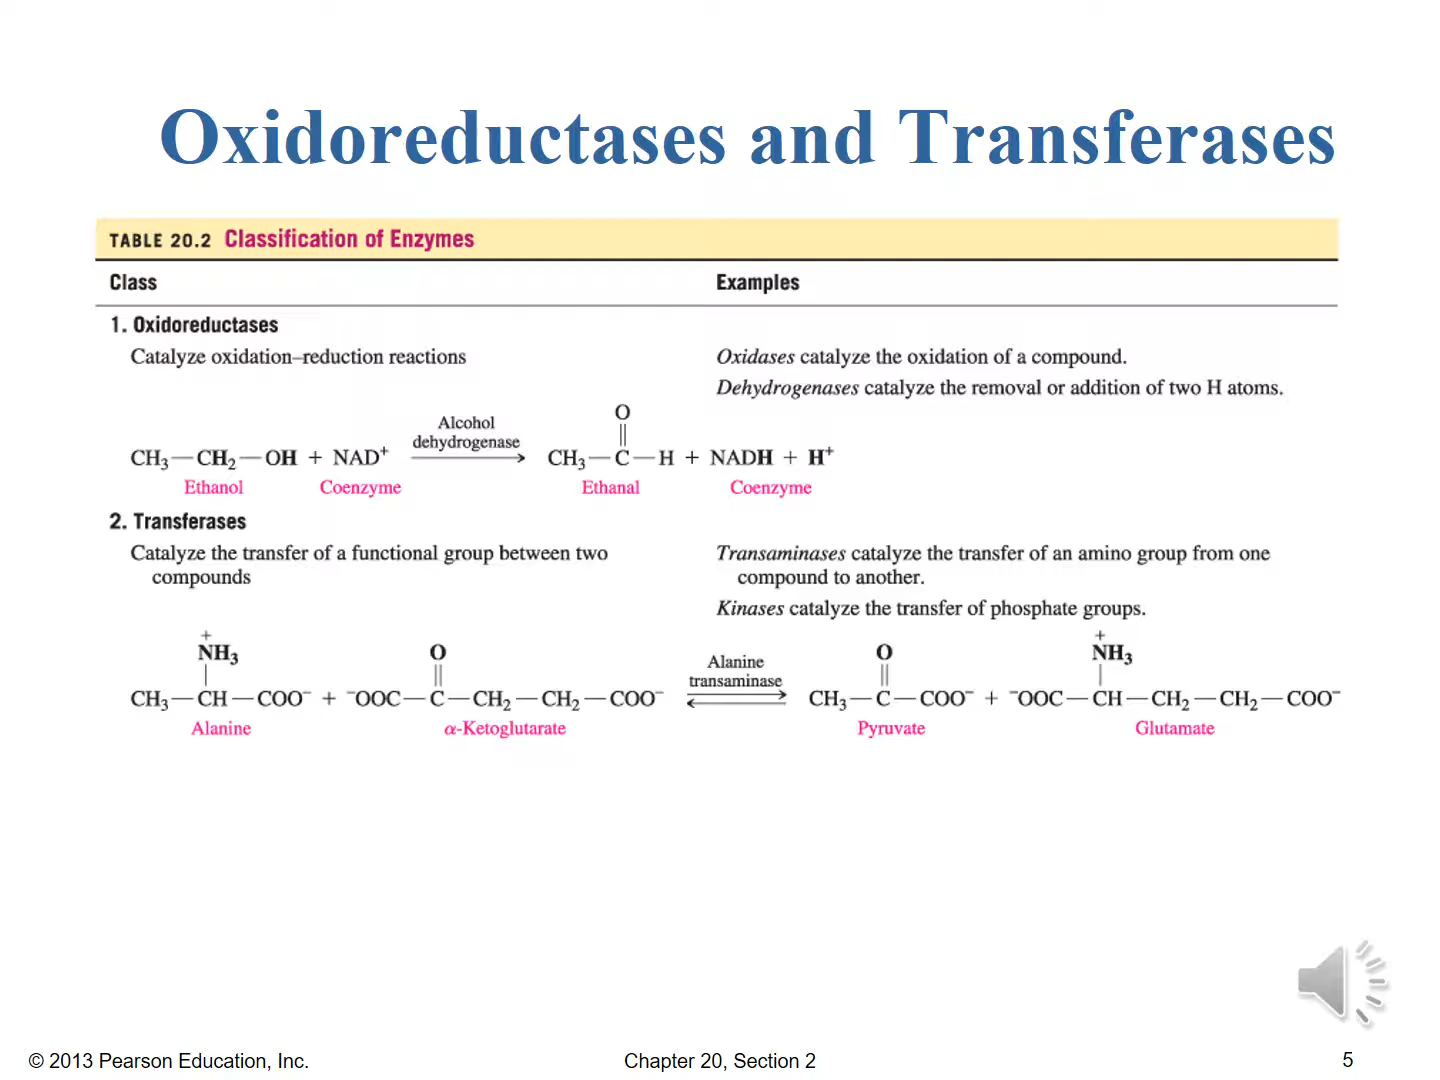 Oxidoreductases and Transferases
TABLE 20.2 Classification of Enzymes
Class Examples
1. Oxidoreductases
Catalyze oxidation–reduction reactions Oxidases catalyze the oxidation of a compound.
Dehydrogenases catalyze the removal or addition of two H atoms.
O
||
Alcohol
dehydrogenase
CH₃—CH₂—OH + NAD⁺ ⟶ CH₃—C—H + NADH + H⁺
Ethanol Coenzyme Ethanal Coenzyme
2. Transferases
Catalyze the transfer of a functional group between two Transaminases catalyze the transfer of an amino group from one
compounds compound to another.
Kinases catalyze the transfer of phosphate groups.
+ +
NH₃ O O NH₃
| || || |
Alanine
transaminase
CH₃—CH—COO⁻ + ⁻OOC—C—CH₂—CH₂—COO⁻ ⇄ CH₃—C—COO⁻ + ⁻OOC—CH—CH₂—CH₂—COO⁻
Alanine α-Ketoglutarate Pyruvate Glutamate
© 2013 Pearson Education, Inc. Chapter 20, Section 2 5